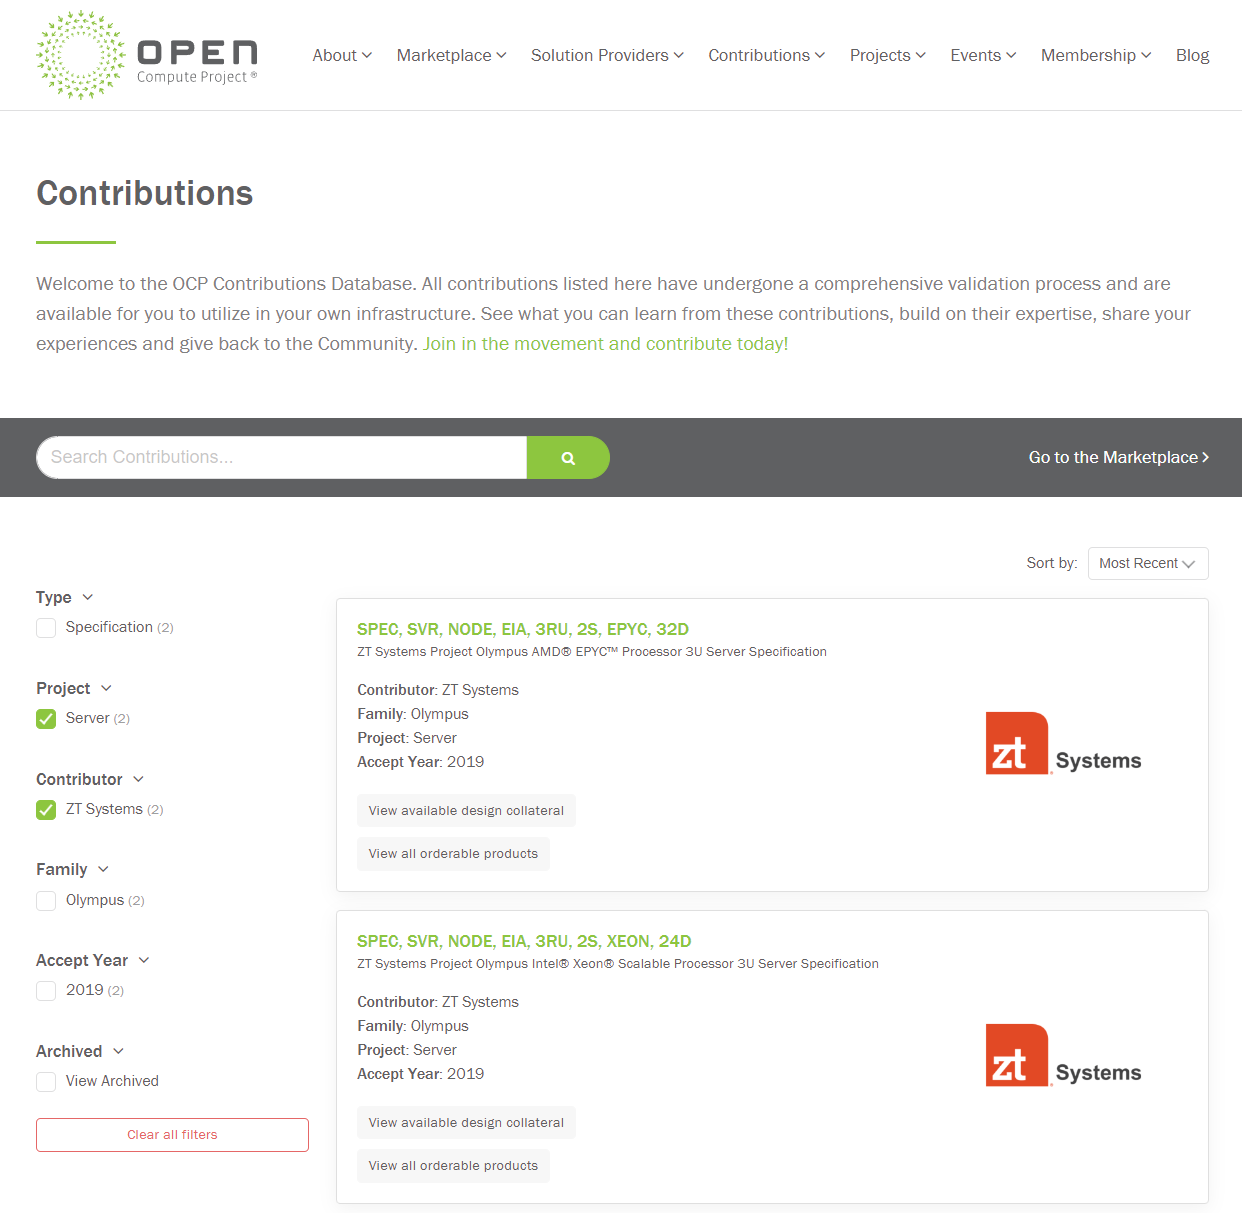 OPEN
Compute Project ®
About
Marketplace
Solution Providers
Contributions
Projects
Events
Membership
Blog
Contributions
Welcome to the OCP Contributions Database. All contributions listed here have undergone a comprehensive validation process and are
available for you to utilize in your own infrastructure. See what you can learn from these contributions, build on their expertise, share your
experiences and give back to the Community. Join in the movement and contribute today!
Search Contributions...
Go to the Marketplace
Sort by: Most Recent
Type
Specification (2)
Project
Server (2)
Contributor
ZT Systems (2)
Family
Olympus (2)
Accept Year
2019 (2)
Archived
View Archived
Clear all filters
SPEC, SVR, NODE, EIA, 3RU, 2S, EPYC, 32D
ZT Systems Project Olympus AMD® EPYC™ Processor 3U Server Specification
Contributor: ZT Systems
Family: Olympus
Project: Server
Accept Year: 2019
zt Systems
View available design collateral
View all orderable products
SPEC, SVR, NODE, EIA, 3RU, 2S, XEON, 24D
ZT Systems Project Olympus Intel® Xeon® Scalable Processor 3U Server Specification
Contributor: ZT Systems
Family: Olympus
Project: Server
Accept Year: 2019
zt Systems
View available design collateral
View all orderable products